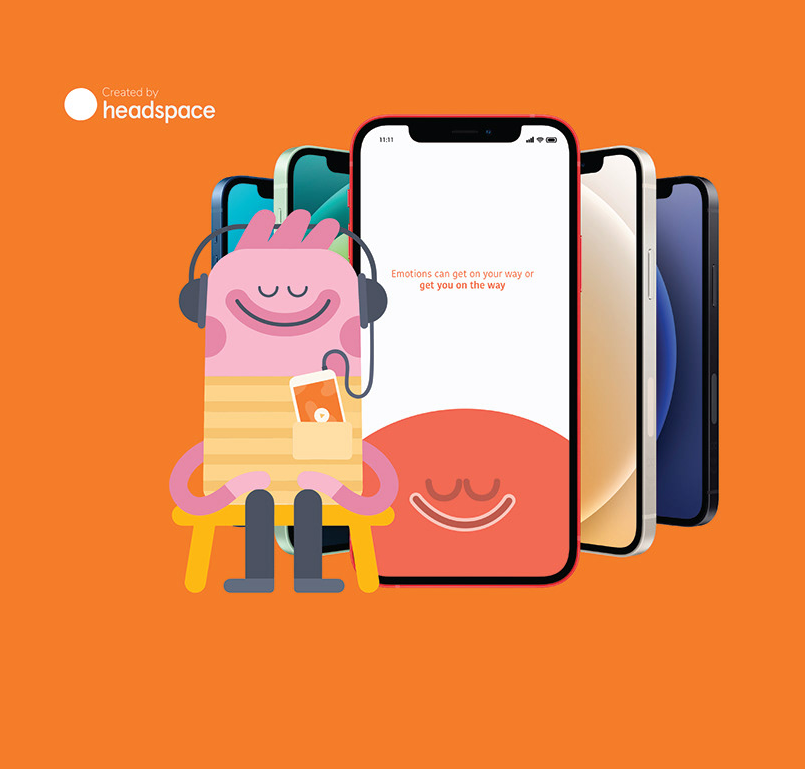 Created by
headspace
11:11
Emotions can get on your way or
get you on the way